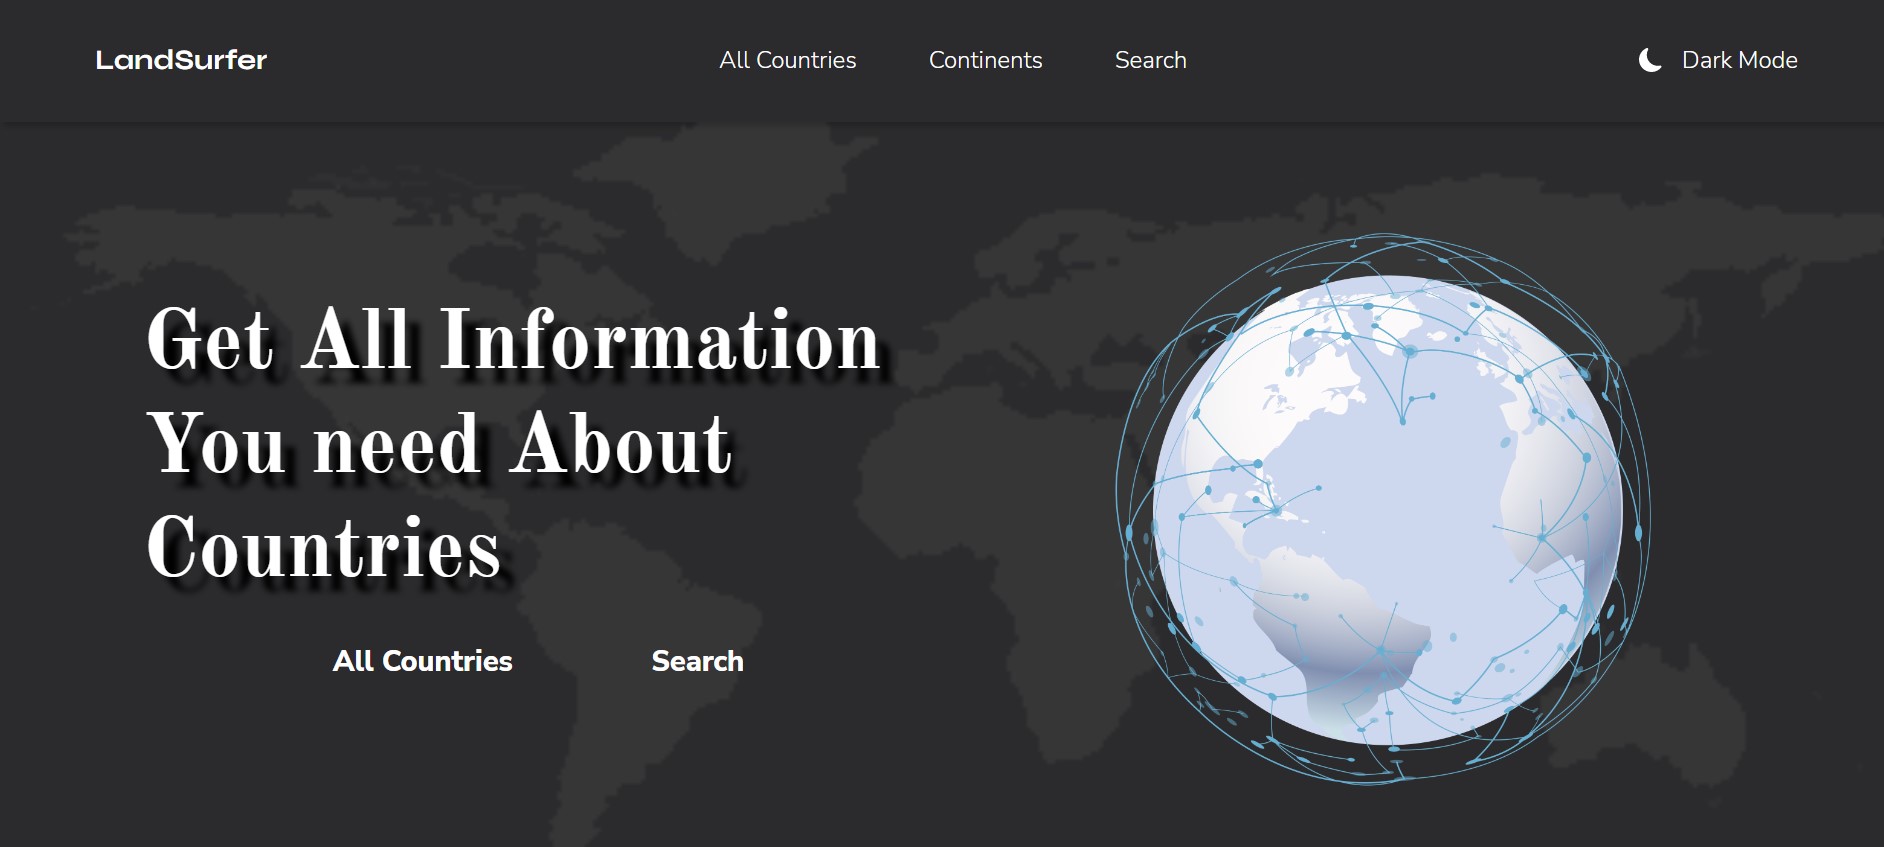 LandSurfer
All Countries
Continents
Search
Dark Mode
Get All Information
You need About
Countries
All Countries
Search